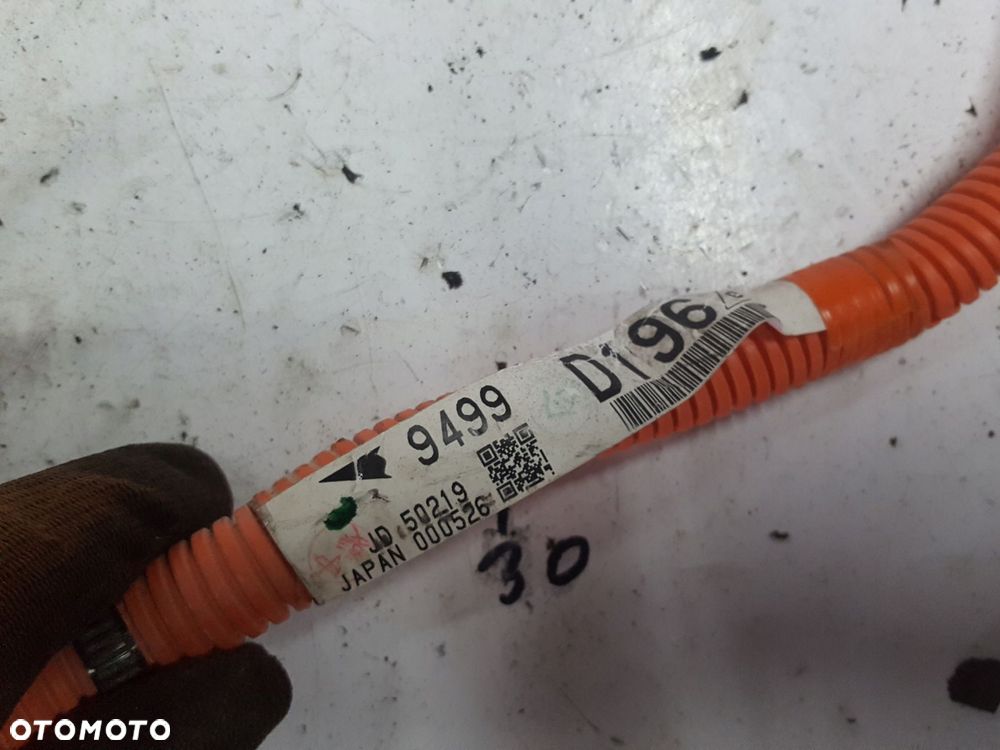 9499
D196
JD 50219
JAPAN 000526
30
OTOMOTO